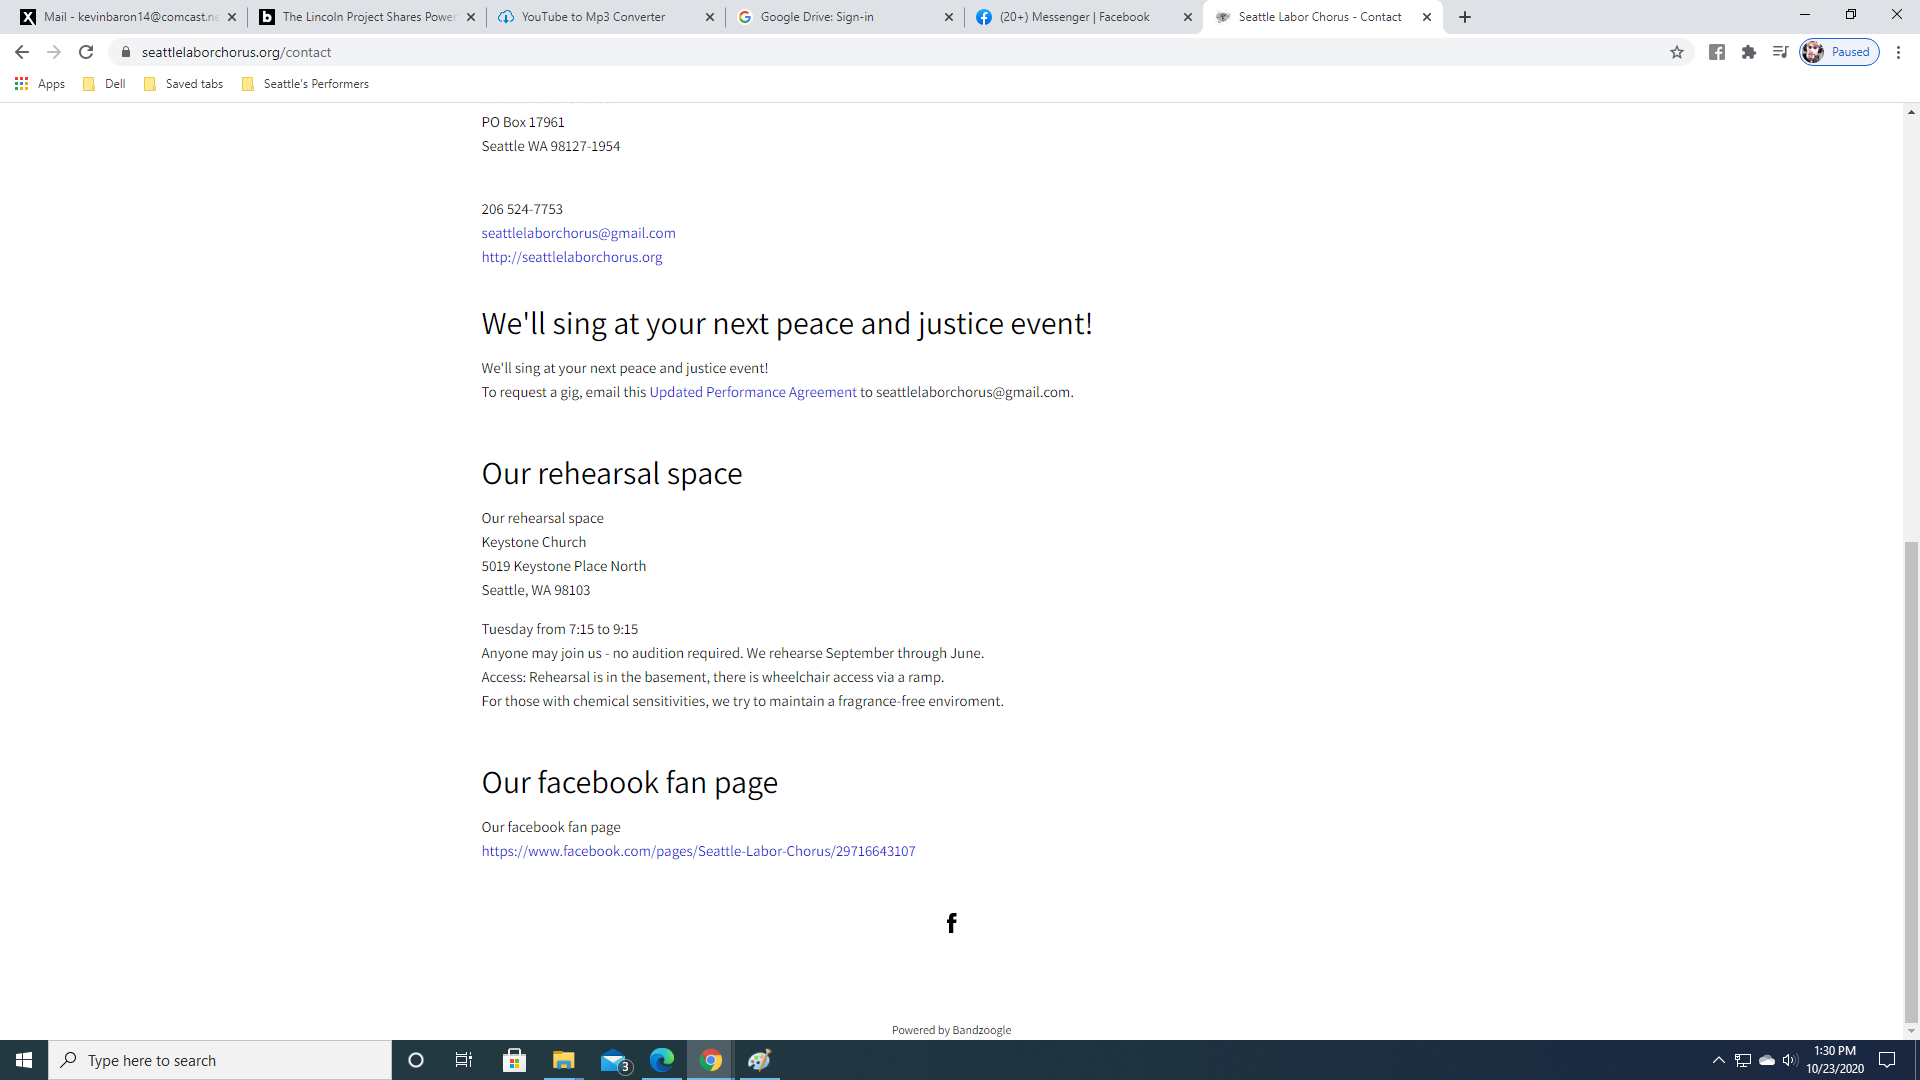 Mail - kevinbaron14@comcast.ne
The Lincoln Project Shares Power
YouTube to Mp3 Converter
Google Drive: Sign-in
(20+) Messenger | Facebook
Seattle Labor Chorus - Contact
seattlelaborchorus.org/contact
Paused
Apps
Dell
Saved tabs
Seattle's Performers
PO Box 17961
Seattle WA 98127-1954
206 524-7753
seattlelaborchorus@gmail.com
http://seattlelaborchorus.org
We'll sing at your next peace and justice event!
We'll sing at your next peace and justice event!
To request a gig, email this Updated Performance Agreement to seattlelaborchorus@gmail.com.
Our rehearsal space
Our rehearsal space
Keystone Church
5019 Keystone Place North
Seattle, WA 98103
Tuesday from 7:15 to 9:15
Anyone may join us - no audition required. We rehearse September through June.
Access: Rehearsal is in the basement, there is wheelchair access via a ramp.
For those with chemical sensitivities, we try to maintain a fragrance-free enviroment.
Our facebook fan page
Our facebook fan page
https://www.facebook.com/pages/Seattle-Labor-Chorus/29716643107
Powered by Bandzoogle
Type here to search
3
1:30 PM
10/23/2020